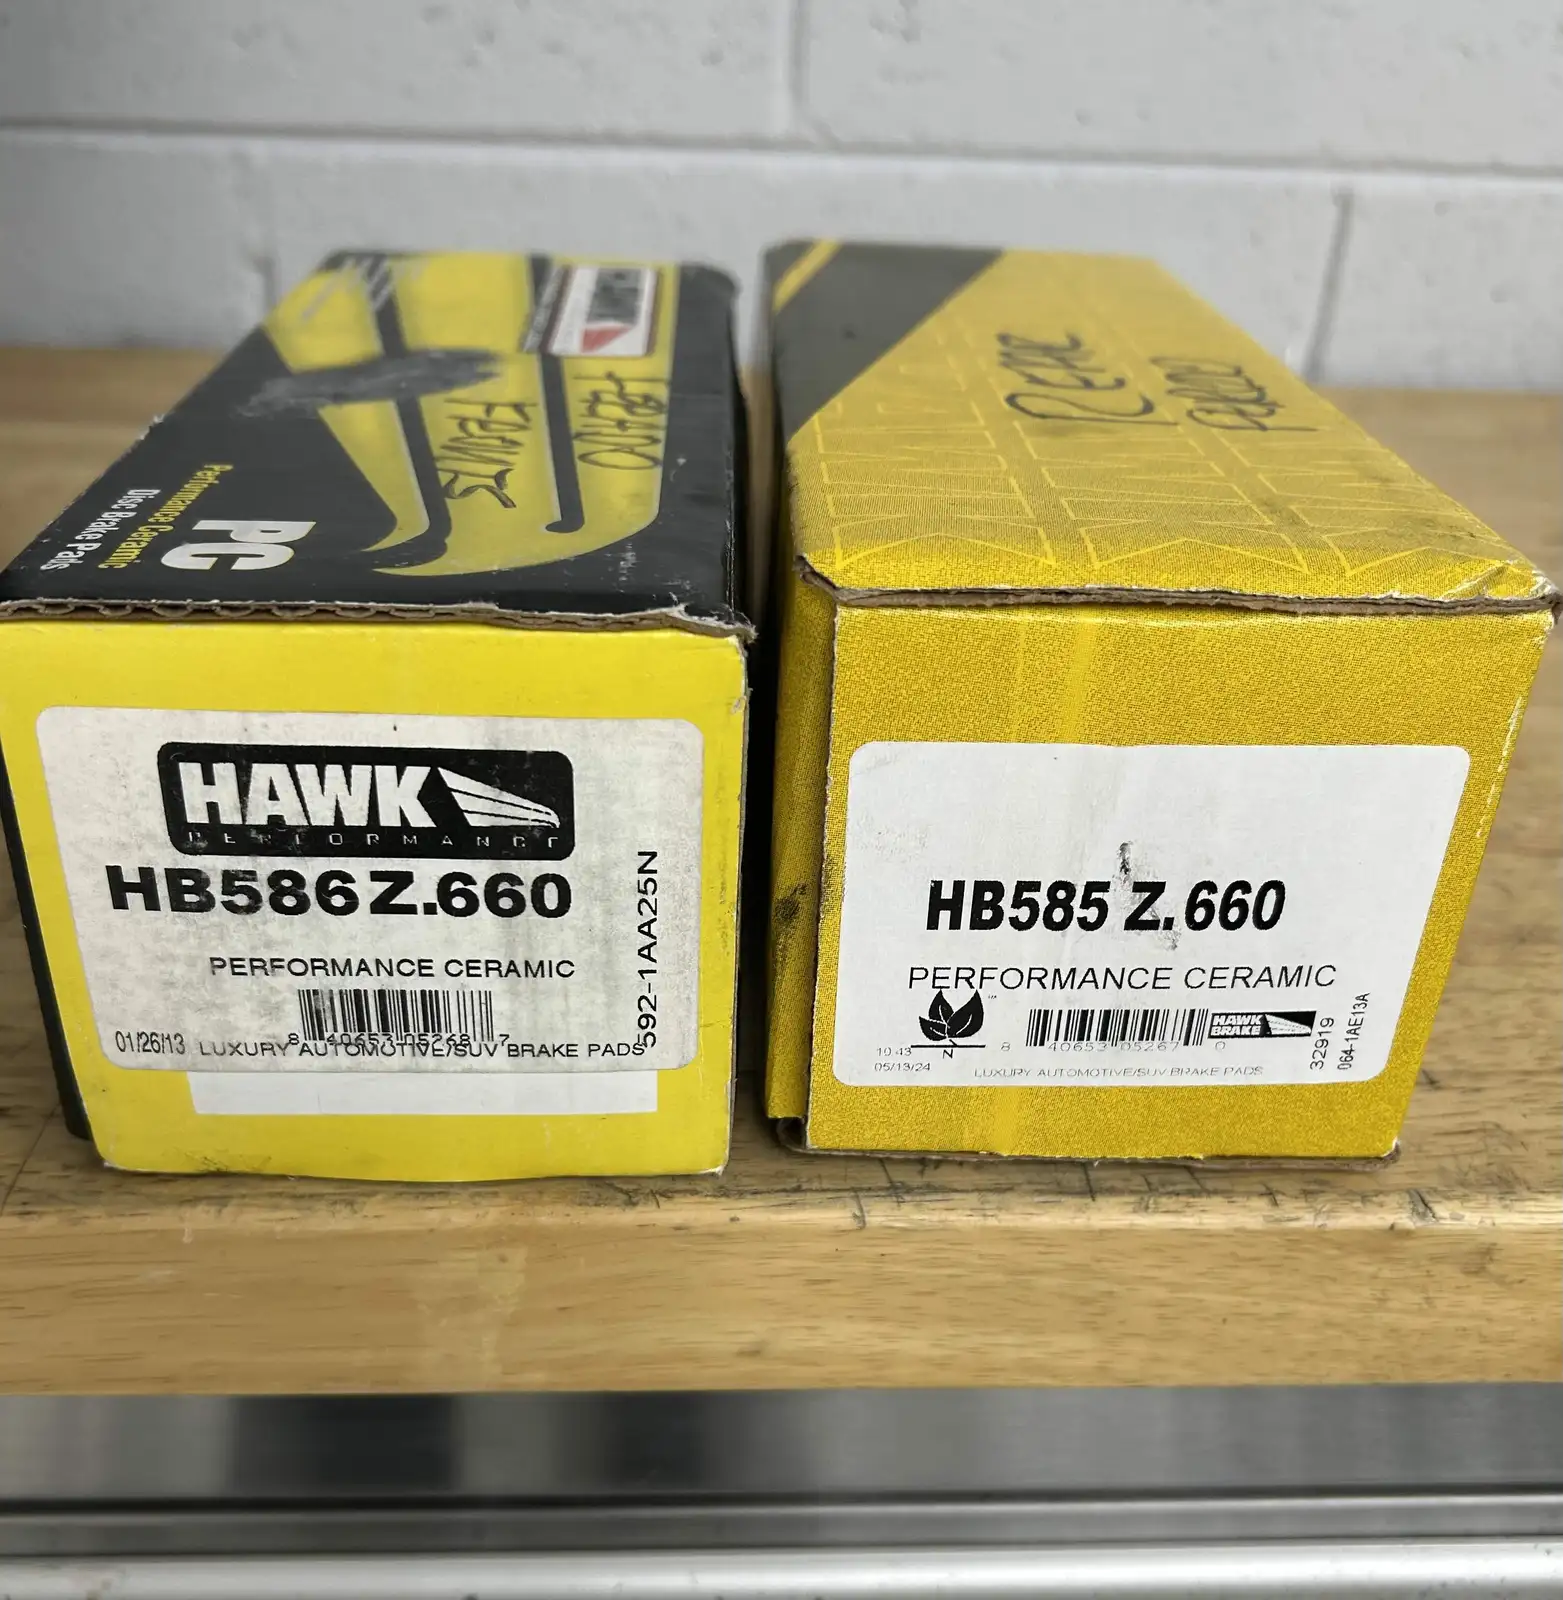 PC
Performance Ceramic
Disc Brake Pads
FRONTS
HAWK
PERFORMANCE
HB586Z.660
PERFORMANCE CERAMIC
8 40653 05268 7
01/26/13 LUXURY AUTOMOTIVE/SUV BRAKE PADS
592-1AA25N
REAR
HB585 Z.660
PERFORMANCE CERAMIC
HAWK
BRAKE
8 40653 05267 0
10:43
N
05/13/24
LUXURY AUTOMOTIVE/SUV BRAKE PADS
32919
064-1AE13A